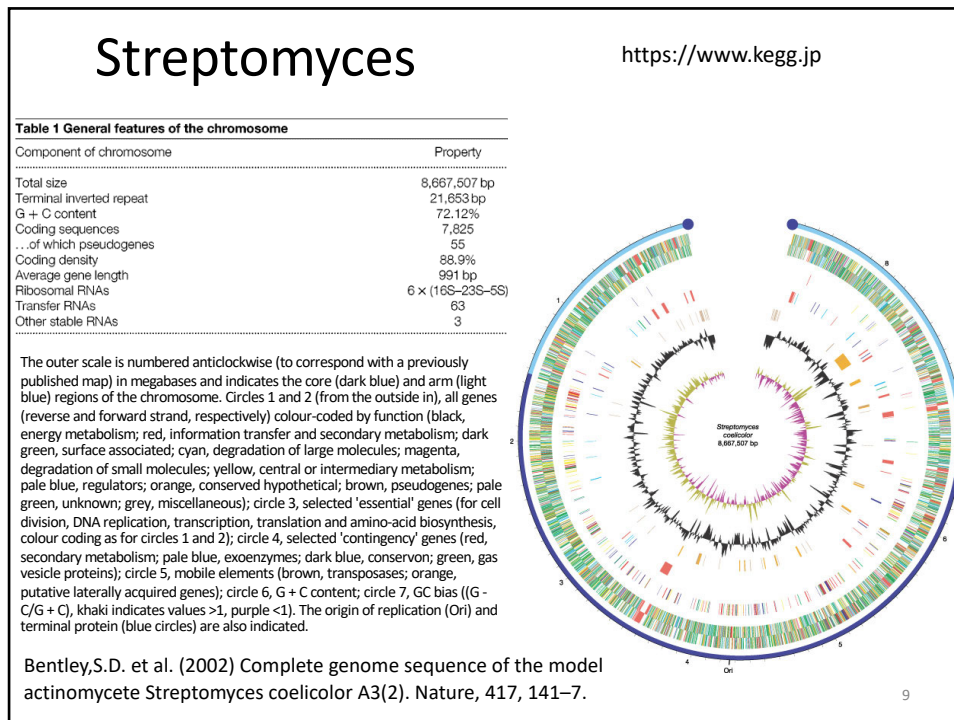 Streptomyces
https://www.kegg.jp
Table 1 General features of the chromosome
Component of chromosome Property
Total size 8,667,507 bp
Terminal inverted repeat 21,653 bp
G + C content 72.12%
Coding sequences 7,825
...of which pseudogenes 55
Coding density 88.9%
Average gene length 991 bp
Ribosomal RNAs 6 × (16S–23S–5S)
Transfer RNAs 63
Other stable RNAs 3
The outer scale is numbered anticlockwise (to correspond with a previously
published map) in megabases and indicates the core (dark blue) and arm (light
blue) regions of the chromosome. Circles 1 and 2 (from the outside in), all genes
(reverse and forward strand, respectively) colour-coded by function (black,
energy metabolism; red, information transfer and secondary metabolism; dark
green, surface associated; cyan, degradation of large molecules; magenta,
degradation of small molecules; yellow, central or intermediary metabolism;
pale blue, regulators; orange, conserved hypothetical; brown, pseudogenes; pale
green, unknown; grey, miscellaneous); circle 3, selected 'essential' genes (for cell
division, DNA replication, transcription, translation and amino-acid biosynthesis,
colour coding as for circles 1 and 2); circle 4, selected 'contingency' genes (red,
secondary metabolism; pale blue, exoenzymes; dark blue, conservon; green, gas
vesicle proteins); circle 5, mobile elements (brown, transposases; orange,
putative laterally acquired genes); circle 6, G + C content; circle 7, GC bias ((G -
C/G + C), khaki indicates values >1, purple <1). The origin of replication (Ori) and
terminal protein (blue circles) are also indicated.
8
1
Streptomyces
coelicolor
8,667,507 bp
2
6
3
5
4
Ori
Bentley,S.D. et al. (2002) Complete genome sequence of the model
actinomycete Streptomyces coelicolor A3(2). Nature, 417, 141–7.
9